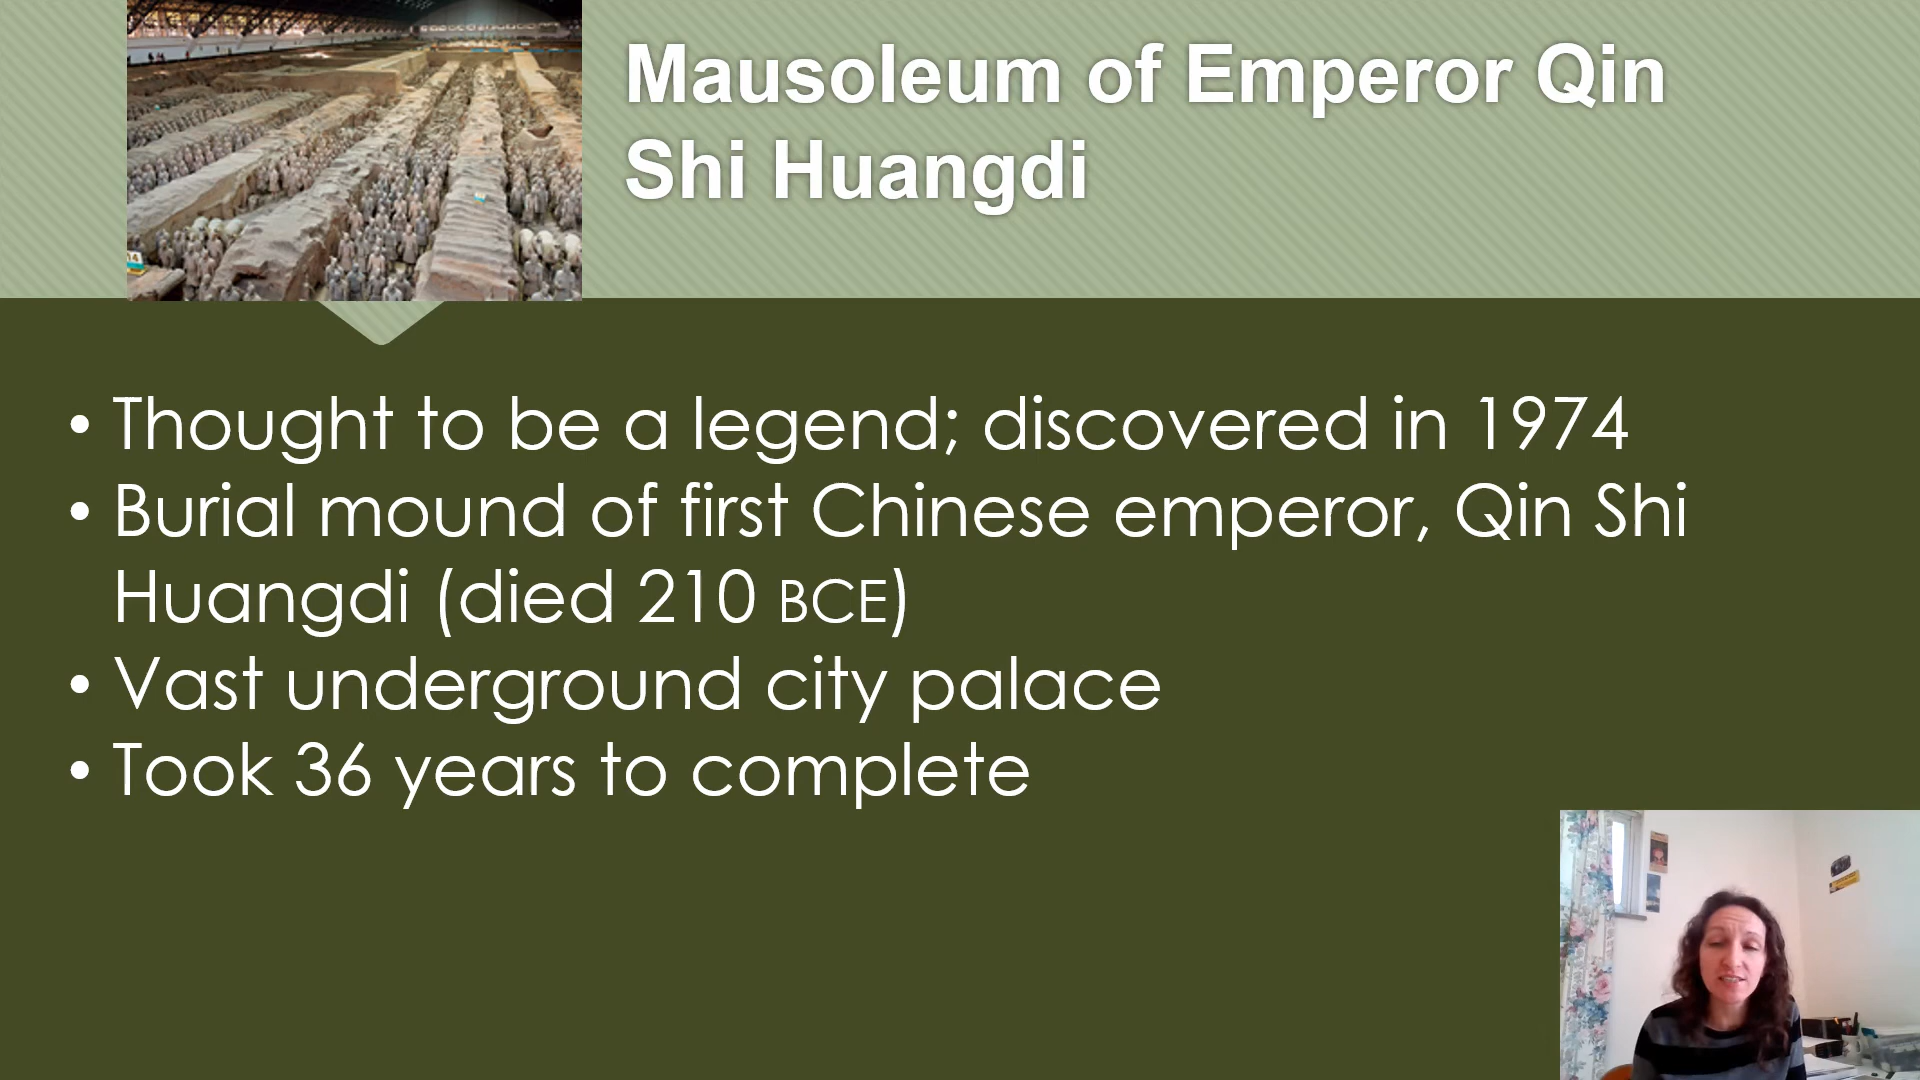 Mausoleum of Emperor Qin
Shi Huangdi
• Thought to be a legend; discovered in 1974
• Burial mound of first Chinese emperor, Qin Shi
Huangdi (died 210 BCE)
• Vast underground city palace
• Took 36 years to complete